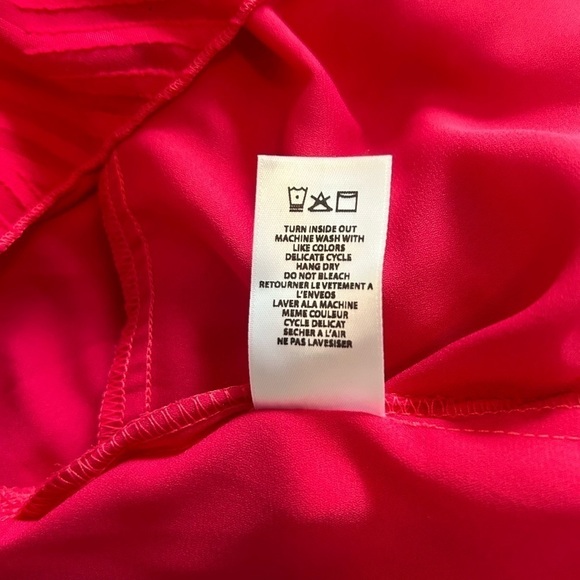 TURN INSIDE OUT
MACHINE WASH WITH
LIKE COLORS
DELICATE CYCLE
HANG DRY
DO NOT BLEACH
RETOURNER LE VETEMENT A
L'ENVEOS
LAVER ALA MACHINE
MEME COULEUR
CYCLE DELICAT
SECHER A L'AIR
NE PAS LAVESISER